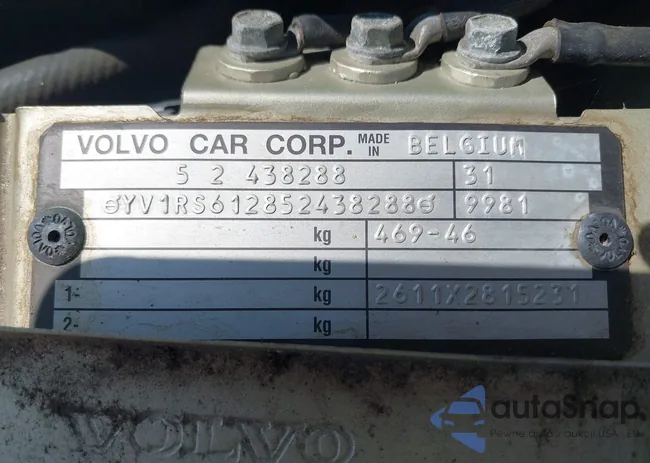 VOLVO CAR CORP. MADE IN BELGIUM
5 2 438288 31
YV1RS612852438288 9981
kg 469-46
kg
1- kg 2611X2815231
2- kg
VOLVO
autoSnap